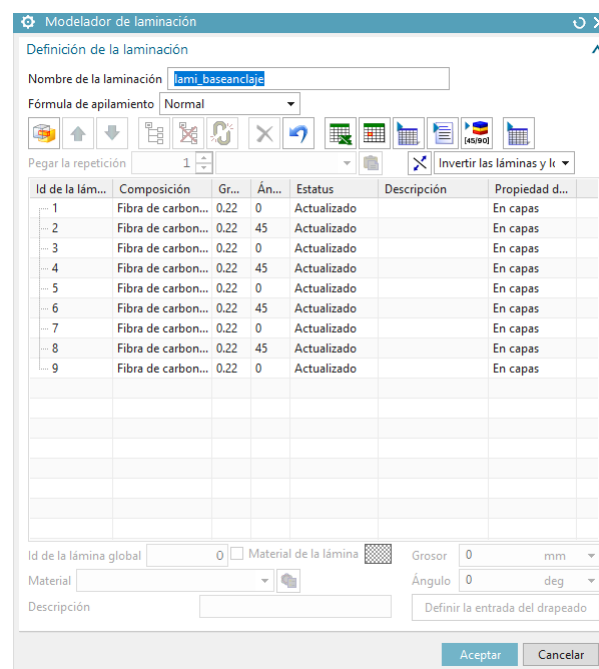 Modelador de laminación
Definición de la laminación
Nombre de la laminación lami_baseanclaje
Fórmula de apilamiento Normal
[45/90]
Pegar la repetición 1 Invertir las láminas y lc
Id de la lám... Composición Gr... Án... Estatus Descripción Propiedad d...
1 Fibra de carbon... 0.22 0 Actualizado En capas
2 Fibra de carbon... 0.22 45 Actualizado En capas
3 Fibra de carbon... 0.22 0 Actualizado En capas
4 Fibra de carbon... 0.22 45 Actualizado En capas
5 Fibra de carbon... 0.22 0 Actualizado En capas
6 Fibra de carbon... 0.22 45 Actualizado En capas
7 Fibra de carbon... 0.22 0 Actualizado En capas
8 Fibra de carbon... 0.22 45 Actualizado En capas
9 Fibra de carbon... 0.22 0 Actualizado En capas
Id de la lámina global 0 Material de la lámina Grosor 0 mm
Material Ángulo 0 deg
Descripción Definir la entrada del drapeado
Aceptar Cancelar